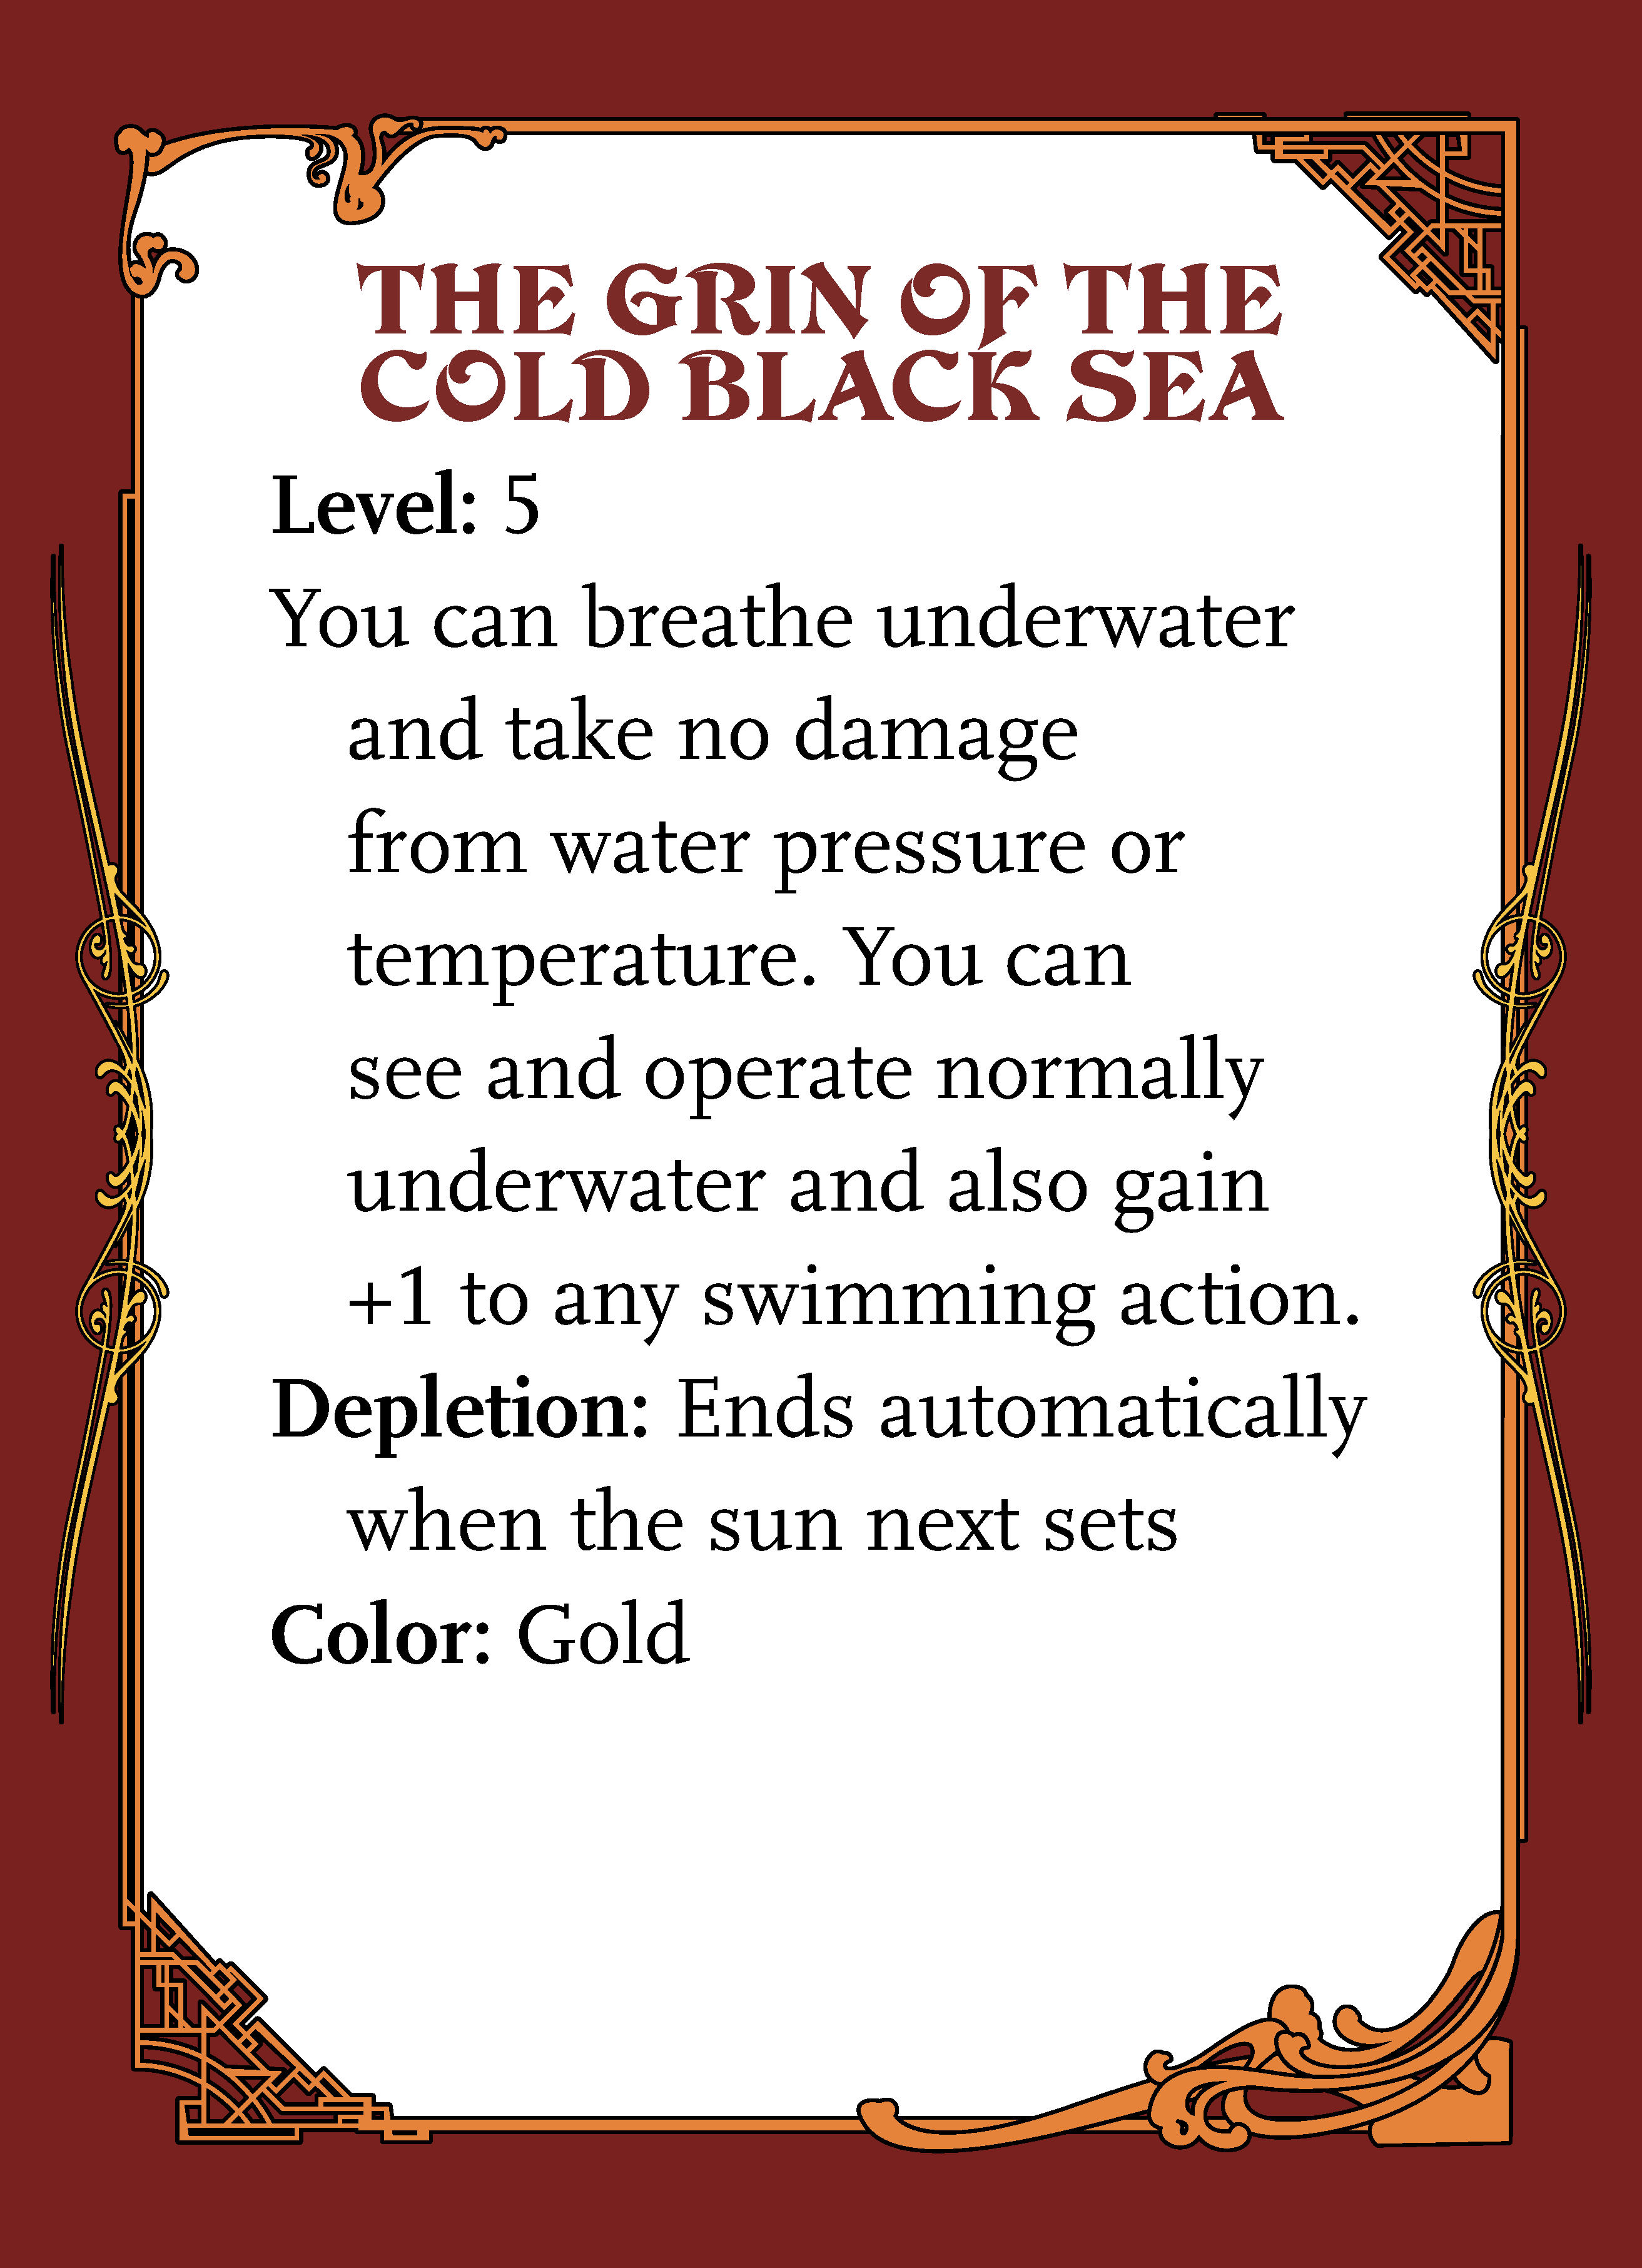 THE GRIN OF THE
COLD BLACK SEA
Level: 5
You can breathe underwater
and take no damage
from water pressure or
temperature. You can
see and operate normally
underwater and also gain
+1 to any swimming action.
Depletion: Ends automatically
when the sun next sets
Color: Gold